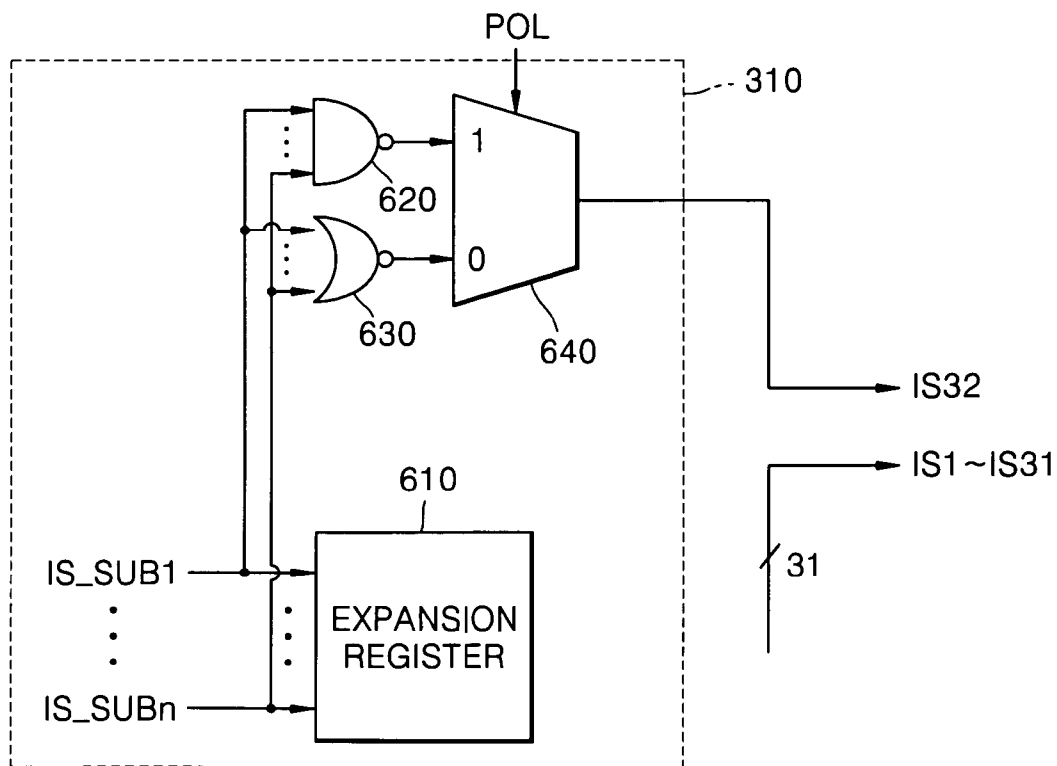 POL
310
1
620
0
630
640
IS32
IS1~IS31
610
31
IS_SUB1
EXPANSION
REGISTER
IS_SUBn